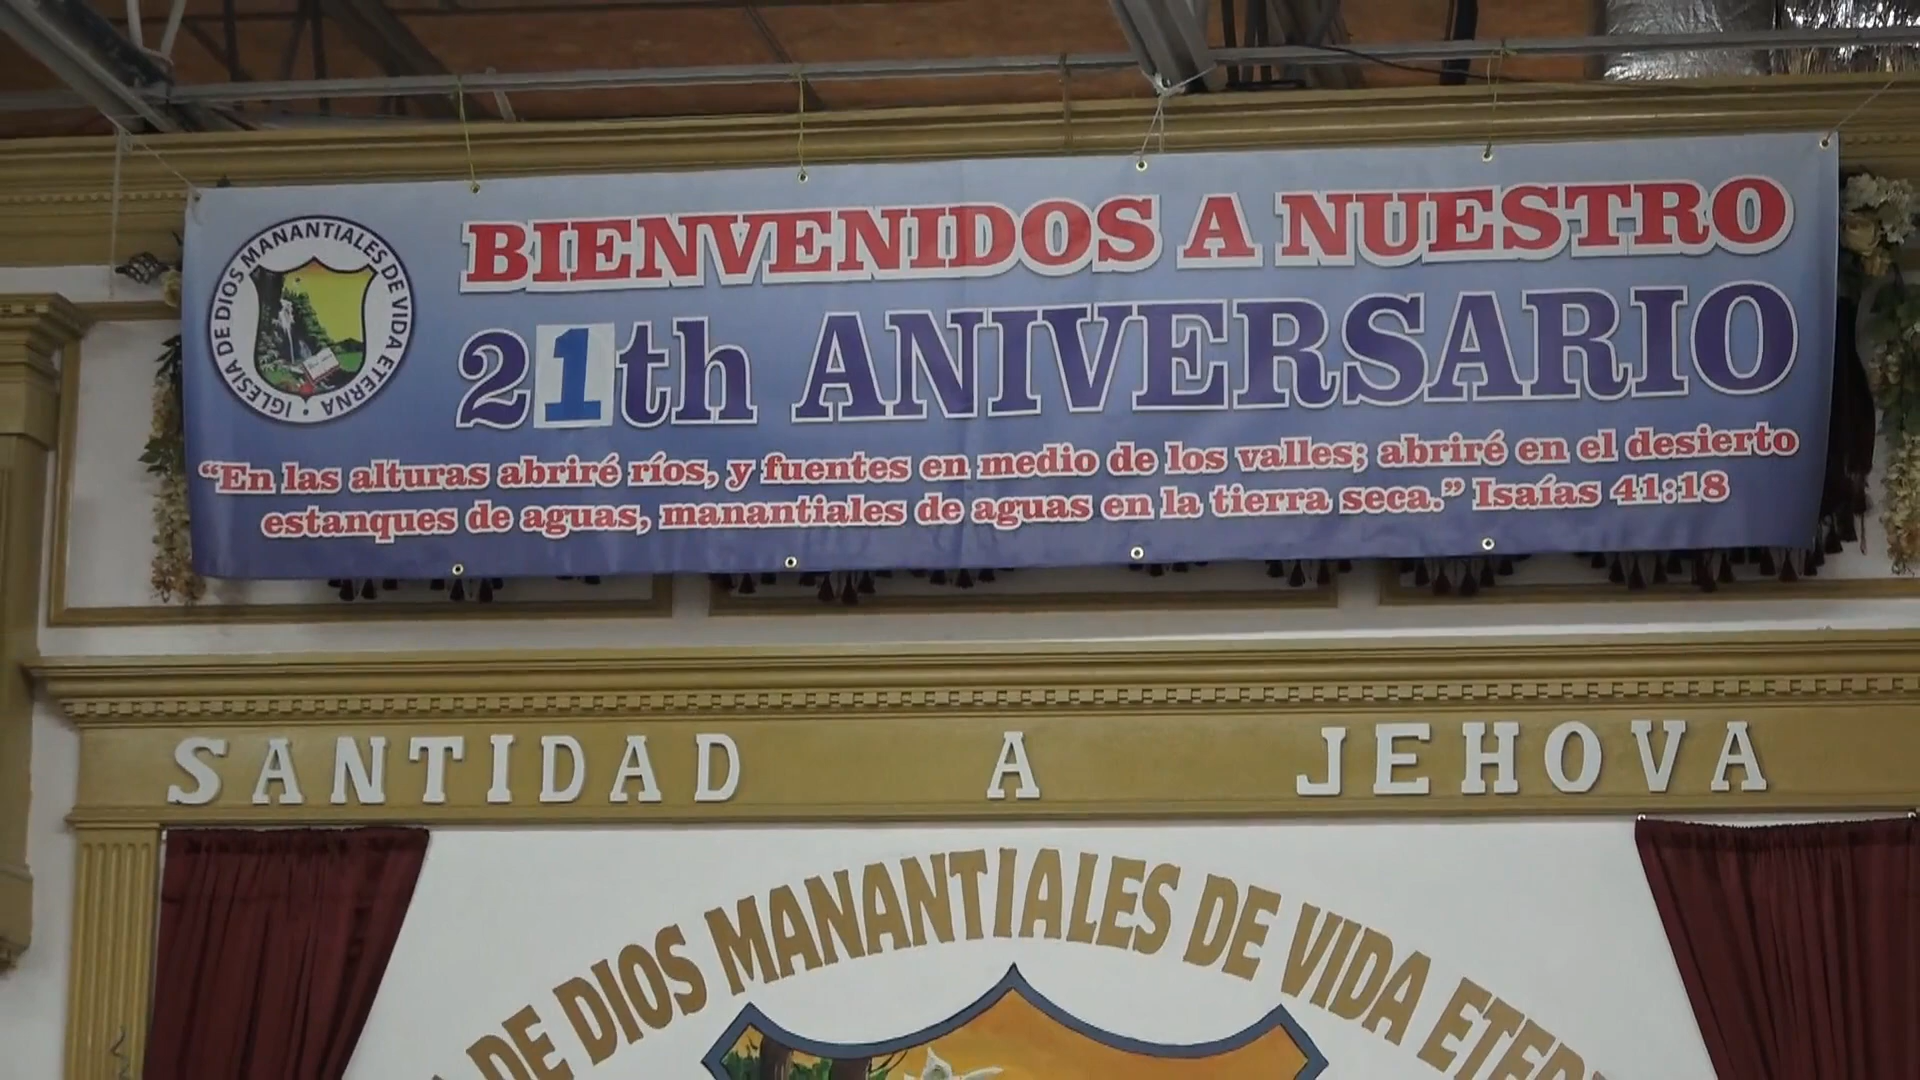 IGLESIA DE DIOS MANANTIALES DE VIDA ETERNA
BIENVENIDOS A NUESTRO
21th ANIVERSARIO
“En las alturas abriré ríos, y fuentes en medio de los valles; abriré en el desierto
estanques de aguas, manantiales de aguas en la tierra seca.” Isaías 41:18
SANTIDAD A JEHOVA
DE DIOS MANANTIALES DE VIDA